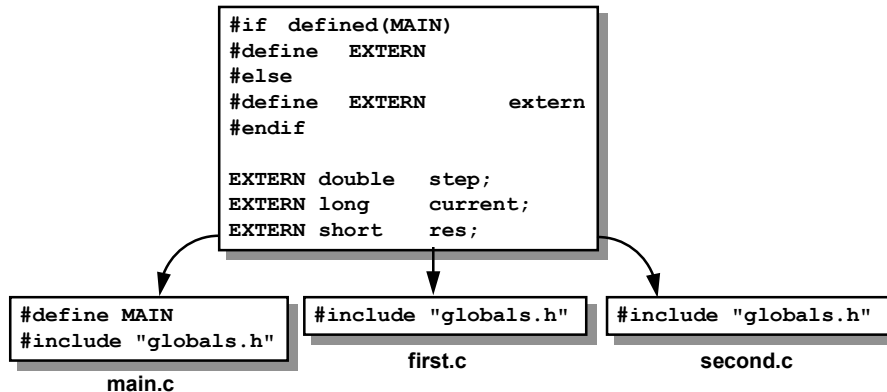 #if defined(MAIN)
#define EXTERN
#else
#define EXTERN extern
#endif
EXTERN double step;
EXTERN long current;
EXTERN short res;
#define MAIN
#include "globals.h"
main.c
#include "globals.h"
first.c
#include "globals.h"
second.c